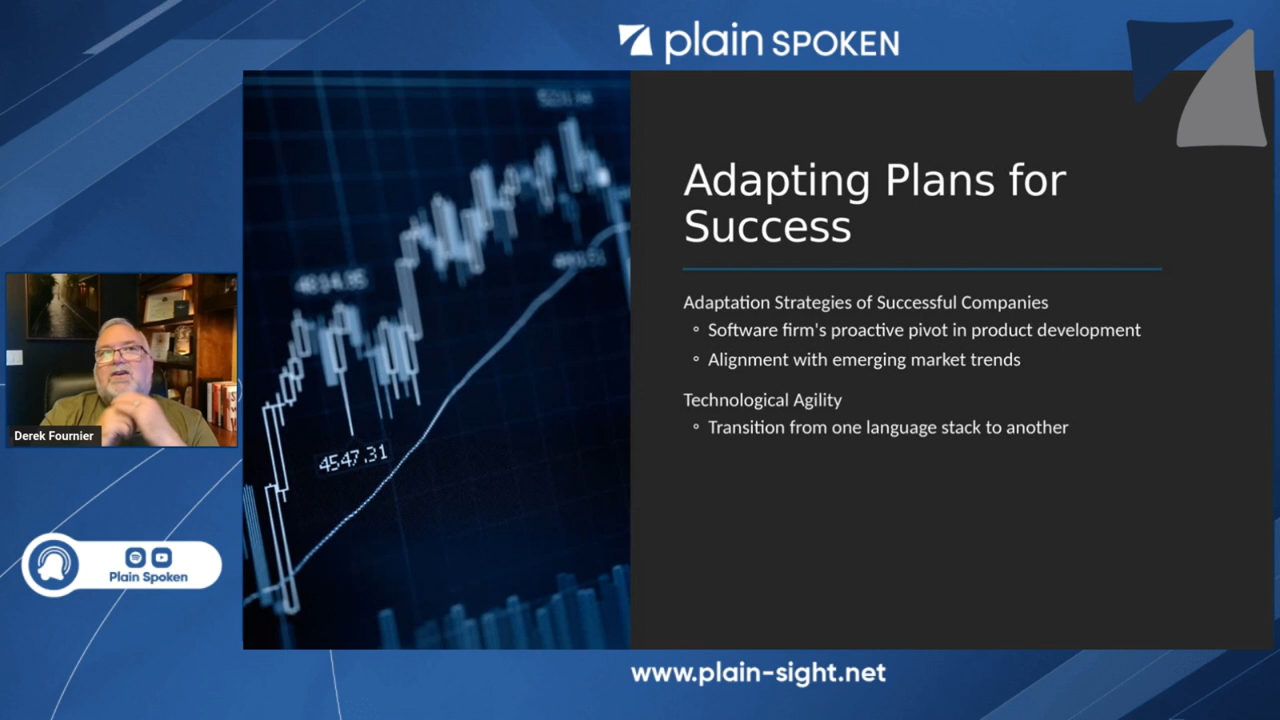 plain SPOKEN
Adapting Plans for
Success
Adaptation Strategies of Successful Companies
Software firm's proactive pivot in product development
Alignment with emerging market trends
Technological Agility
Transition from one language stack to another
4547.31
Derek Fournier
Plain Spoken
www.plain-sight.net